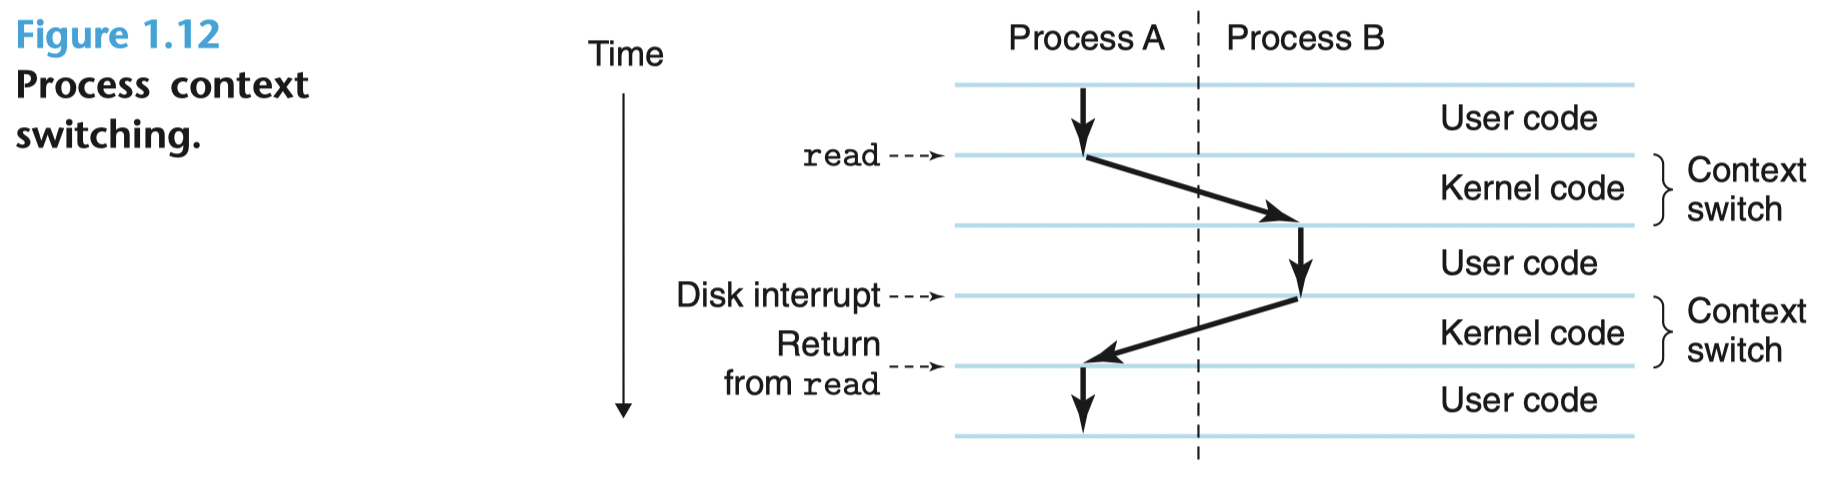 Figure 1.12
Process context
switching.
Time
Process A
Process B
User code
read
Kernel code
Context
switch
User code
Disk interrupt
Kernel code
Context
switch
Return
from read
User code